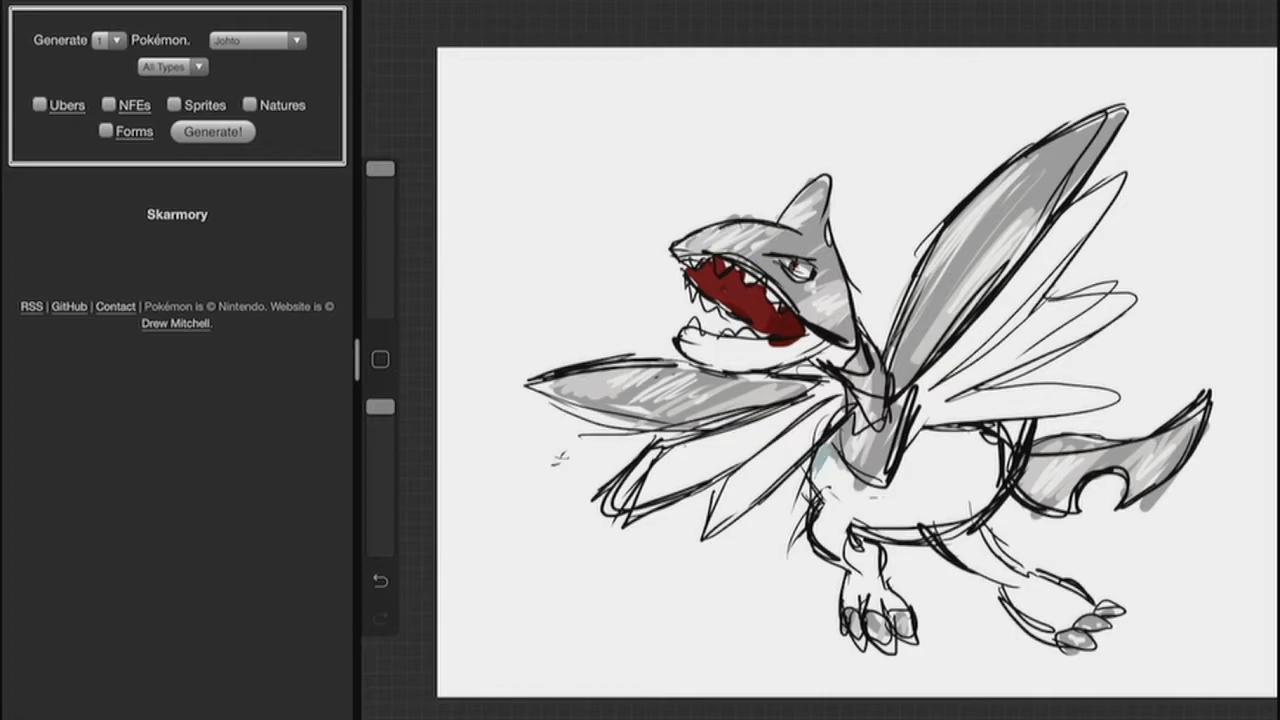 Generate 1 Pokémon. Johto
All Types
Ubers NFEs Sprites Natures
Forms Generate!
Skarmory
RSS | GitHub | Contact | Pokémon is © Nintendo. Website is ©
Drew Mitchell.